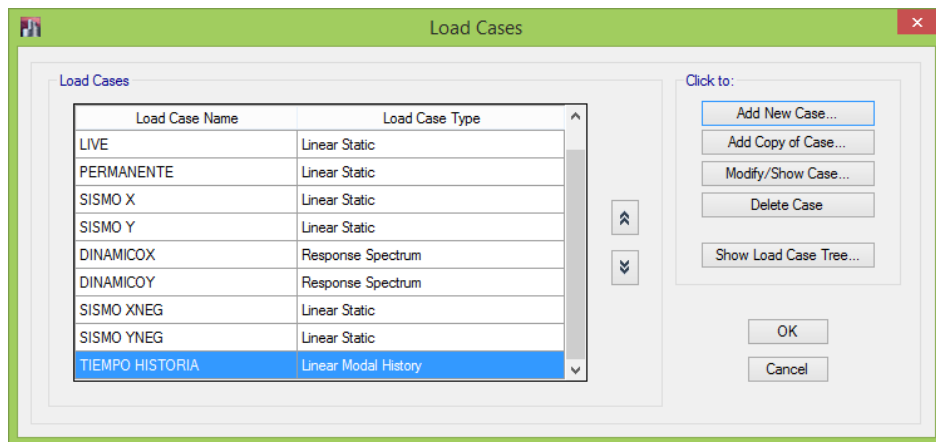 Load Cases
Load Cases
Load Case Name Load Case Type
LIVE Linear Static
PERMANENTE Linear Static
SISMO X Linear Static
SISMO Y Linear Static
DINAMICOX Response Spectrum
DINAMICOY Response Spectrum
SISMO XNEG Linear Static
SISMO YNEG Linear Static
TIEMPO HISTORIA Linear Modal History
Click to:
Add New Case...
Add Copy of Case...
Modify/Show Case...
Delete Case
Show Load Case Tree...
OK
Cancel